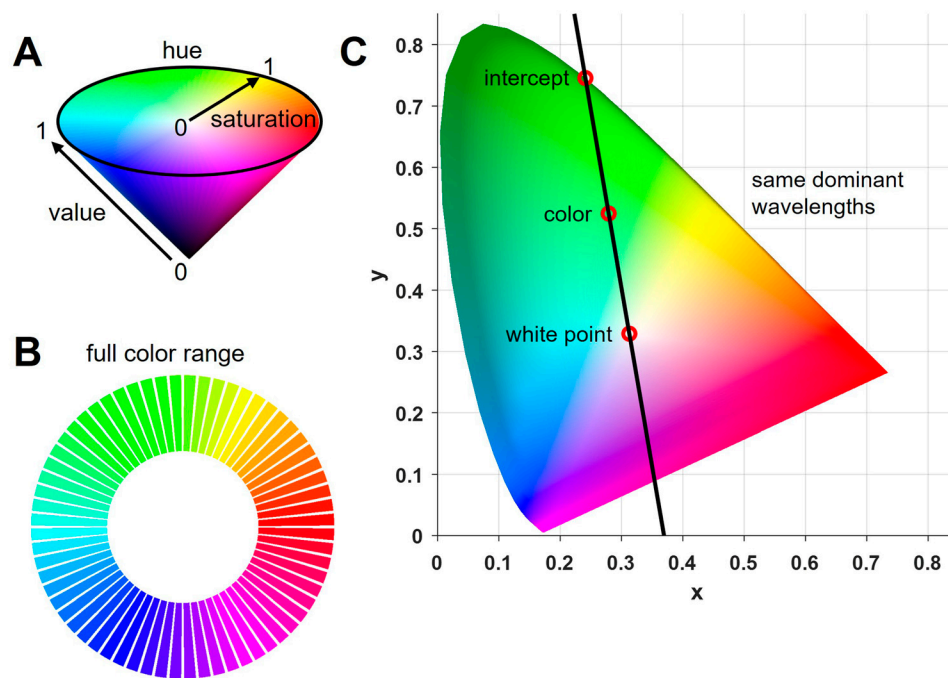 A
hue
1
0
saturation
1
value
0
B
full color range
C
intercept
color
white point
same dominant
wavelengths
y
0.8
0.7
0.6
0.5
0.4
0.3
0.2
0.1
0
0 0.1 0.2 0.3 0.4 0.5 0.6 0.7 0.8
x